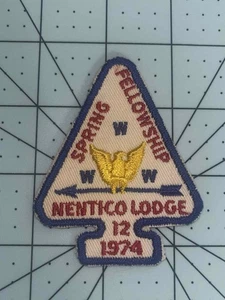 SPRING FELLOWSHIP
W
W W
NENTICO LODGE
12
1974